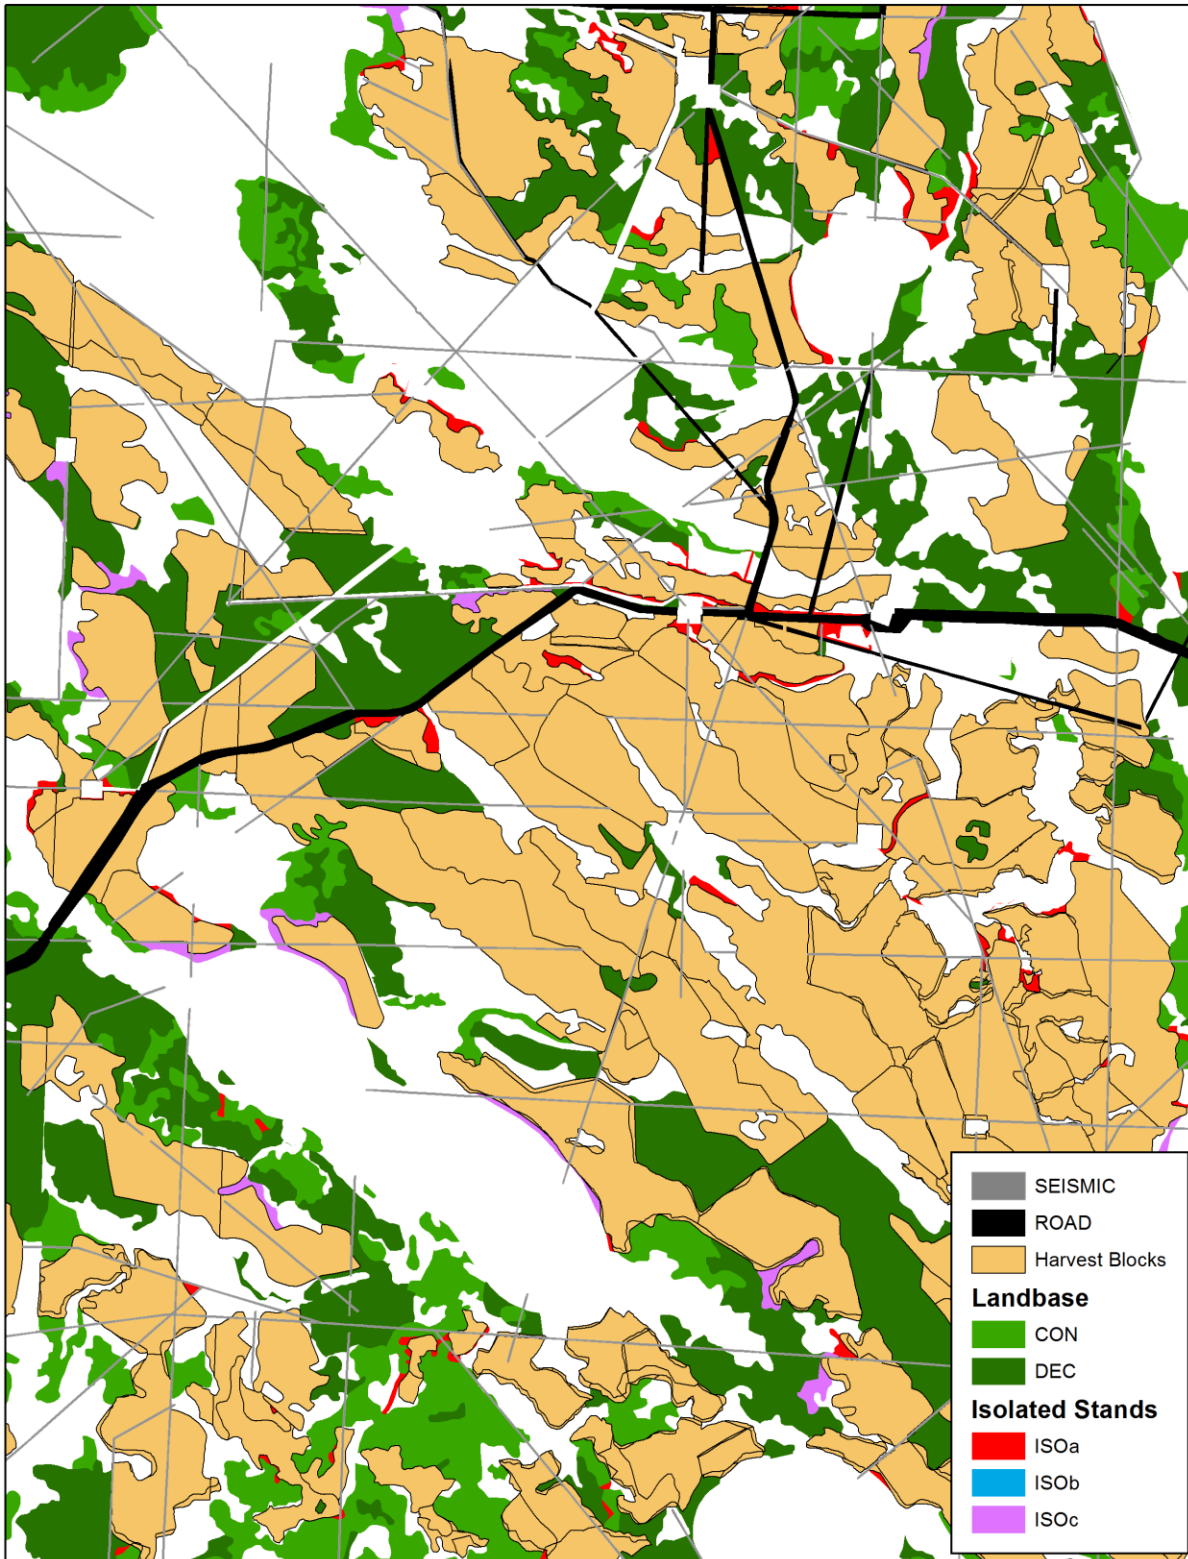 SEISMIC
ROAD
Harvest Blocks
Landbase
CON
DEC
Isolated Stands
ISOa
ISOb
ISOc